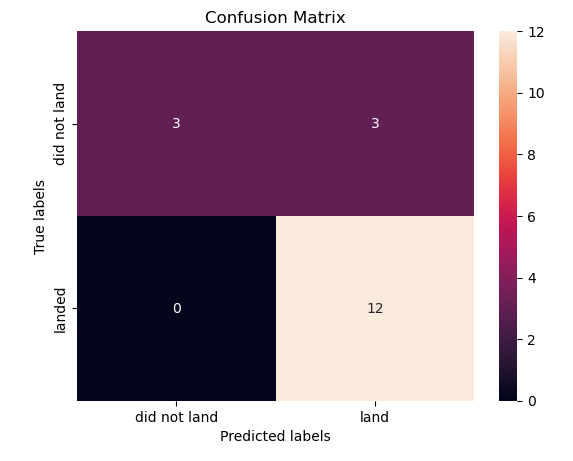 Confusion Matrix
True labels
did not land
landed
3
3
0
12
did not land
land
Predicted labels
12
10
8
6
4
2
0